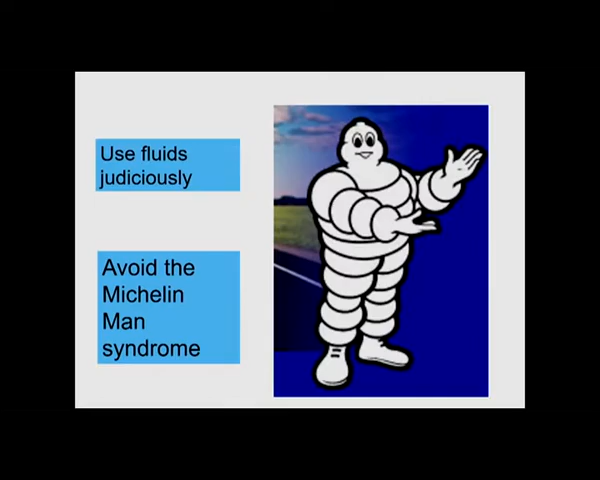 Use fluids
judiciously
Avoid the
Michelin
Man
syndrome